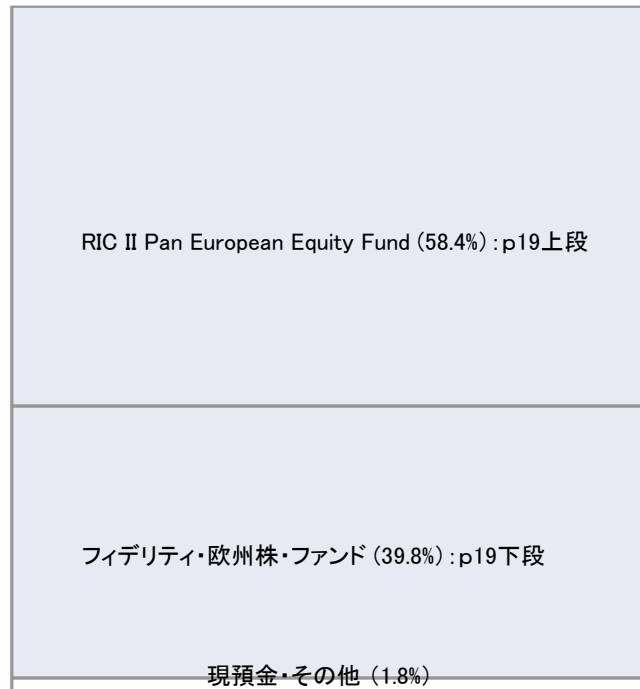 RIC II Pan European Equity Fund (58.4%) : p19上段
フィデリティ・欧州株・ファンド (39.8%) : p19下段
現預金・その他 (1.8%)